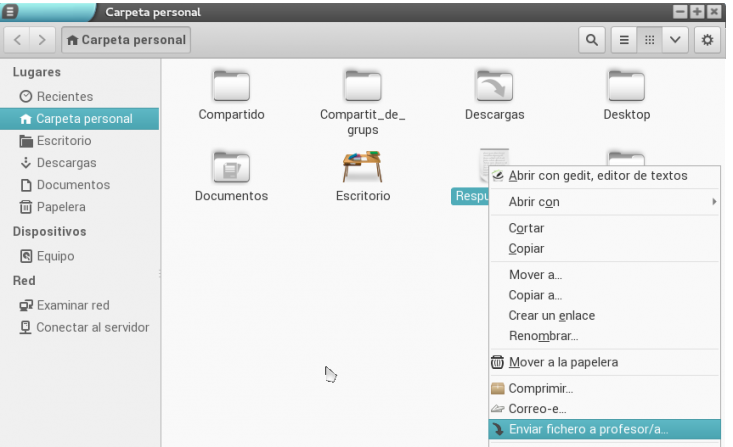 Carpeta personal
Carpeta personal
Lugares
Recientes
Carpeta personal
Escritorio
Descargas
Documentos
Papelera
Dispositivos
Equipo
Red
Examinar red
Conectar al servidor
Compartido
Compartit_de_
grups
Descargas
Desktop
Documentos
Escritorio
Respu
Abrir con gedit, editor de textos
Abrir con
Cortar
Copiar
Mover a...
Copiar a...
Crear un enlace
Renombrar...
Mover a la papelera
Comprimir...
Correo-e...
Enviar fichero a profesor/a...